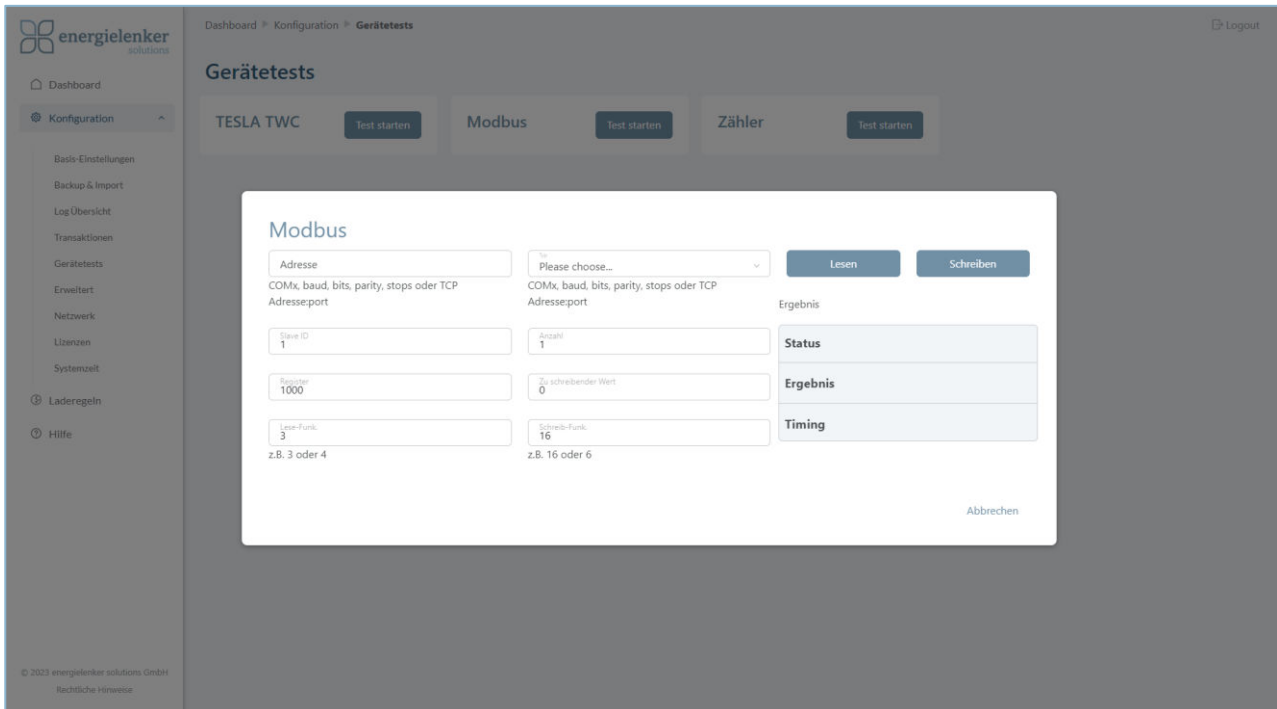 energielenker
solutions
Dashboard
Konfiguration
Basis-Einstellungen
Backup & Import
Log Übersicht
Transaktionen
Gerätetests
Erweitert
Netzwerk
Lizenzen
Systemzeit
Laderegeln
Hilfe
© 2023 energielenker solutions GmbH
Rechtliche Hinweise
Dashboard Konfiguration Gerätetests
Logout
Gerätetests
TESLA TWC Test starten Modbus Test starten Zähler Test starten
Modbus
Adresse
COMx, baud, bits, parity, stops oder TCP
Adresse:port
Please choose...
COMx, baud, bits, parity, stops oder TCP
Adresse:port
Lesen Schreiben
Slave ID
1
Anzahl
1
Register
1000
Zu schreibender Wert
0
Lese-Funk.
3
z.B. 3 oder 4
Schreib-Funk.
16
z.B. 16 oder 6
Ergebnis
Status
Ergebnis
Timing
Abbrechen